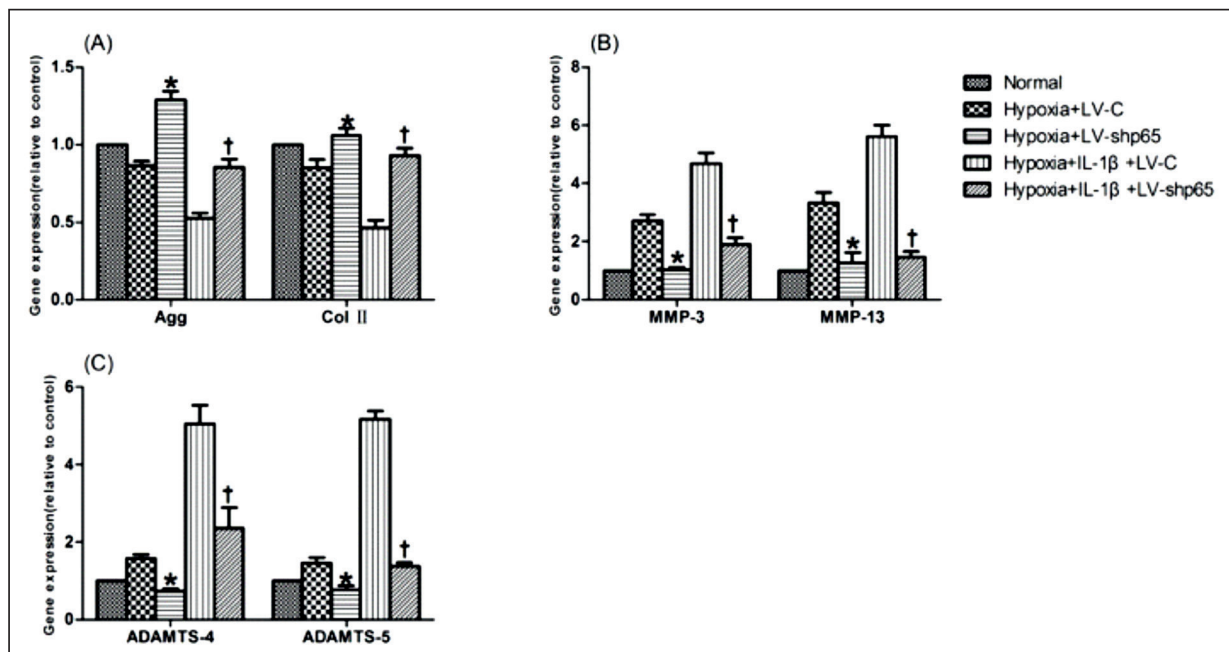 (A)
Gene expression(relative to control)
1.5
1.0
0.5
0.0
*
†
*
†
Agg
Col II
(B)
Gene expression(relative to control)
8
6
4
2
0
*
†
*
†
MMP-3
MMP-13
Normal
Hypoxia+LV-C
Hypoxia+LV-shp65
Hypoxia+IL-1β +LV-C
Hypoxia+IL-1β +LV-shp65
(C)
Gene expression(relative to control)
6
4
2
0
*
†
*
†
ADAMTS-4
ADAMTS-5